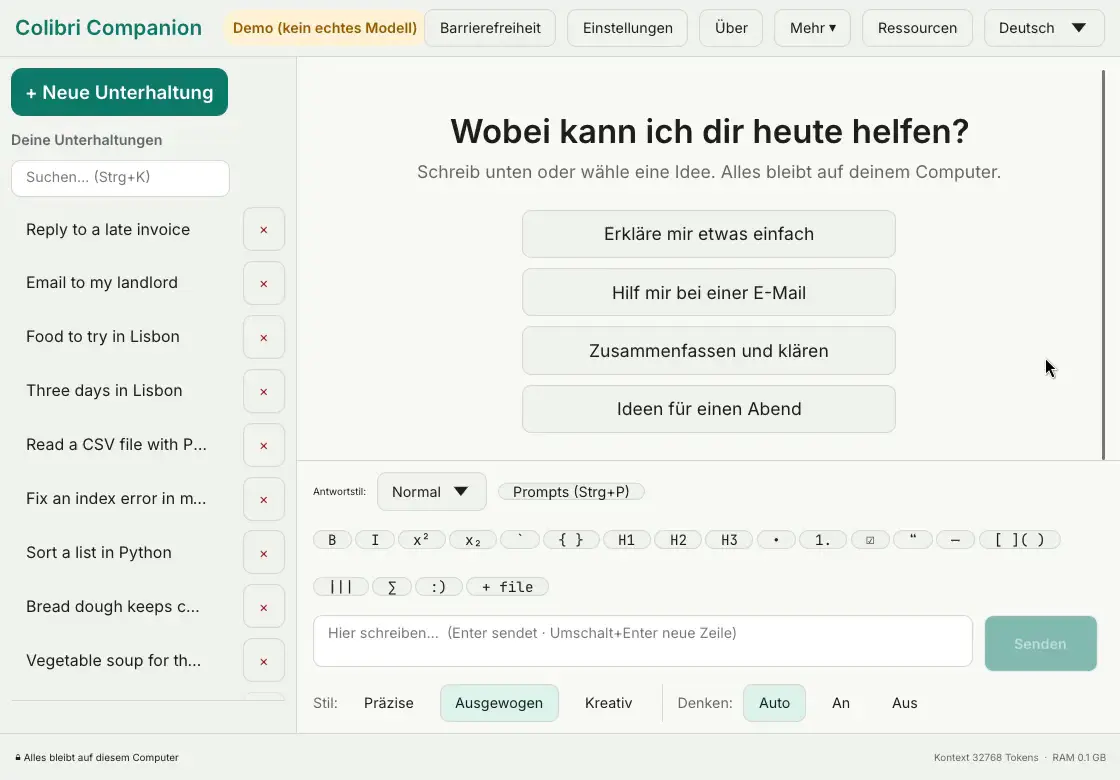 Colibri Companion
Demo (kein echtes Modell)
Barrierefreiheit
Einstellungen
Über
Mehr ▾
Ressourcen
Deutsch ▼
+ Neue Unterhaltung
Deine Unterhaltungen
Suchen... (Strg+K)
Reply to a late invoice ×
Email to my landlord ×
Food to try in Lisbon ×
Three days in Lisbon ×
Read a CSV file with P... ×
Fix an index error in m... ×
Sort a list in Python ×
Bread dough keeps c... ×
Vegetable soup for th... ×
Wobei kann ich dir heute helfen?
Schreib unten oder wähle eine Idee. Alles bleibt auf deinem Computer.
Erkläre mir etwas einfach
Hilf mir bei einer E-Mail
Zusammenfassen und klären
Ideen für einen Abend
Antwortstil: Normal ▼ Prompts (Strg+P)
B I x² x₂ ` { } H1 H2 H3 • 1. ☑ “ — [ ]( )
||| ∑ :) + file
Hier schreiben... (Enter sendet · Umschalt+Enter neue Zeile)
Senden
Stil: Präzise Ausgewogen Kreativ Denken: Auto An Aus
Alles bleibt auf diesem Computer
Kontext 32768 Tokens · RAM 0.1 GB